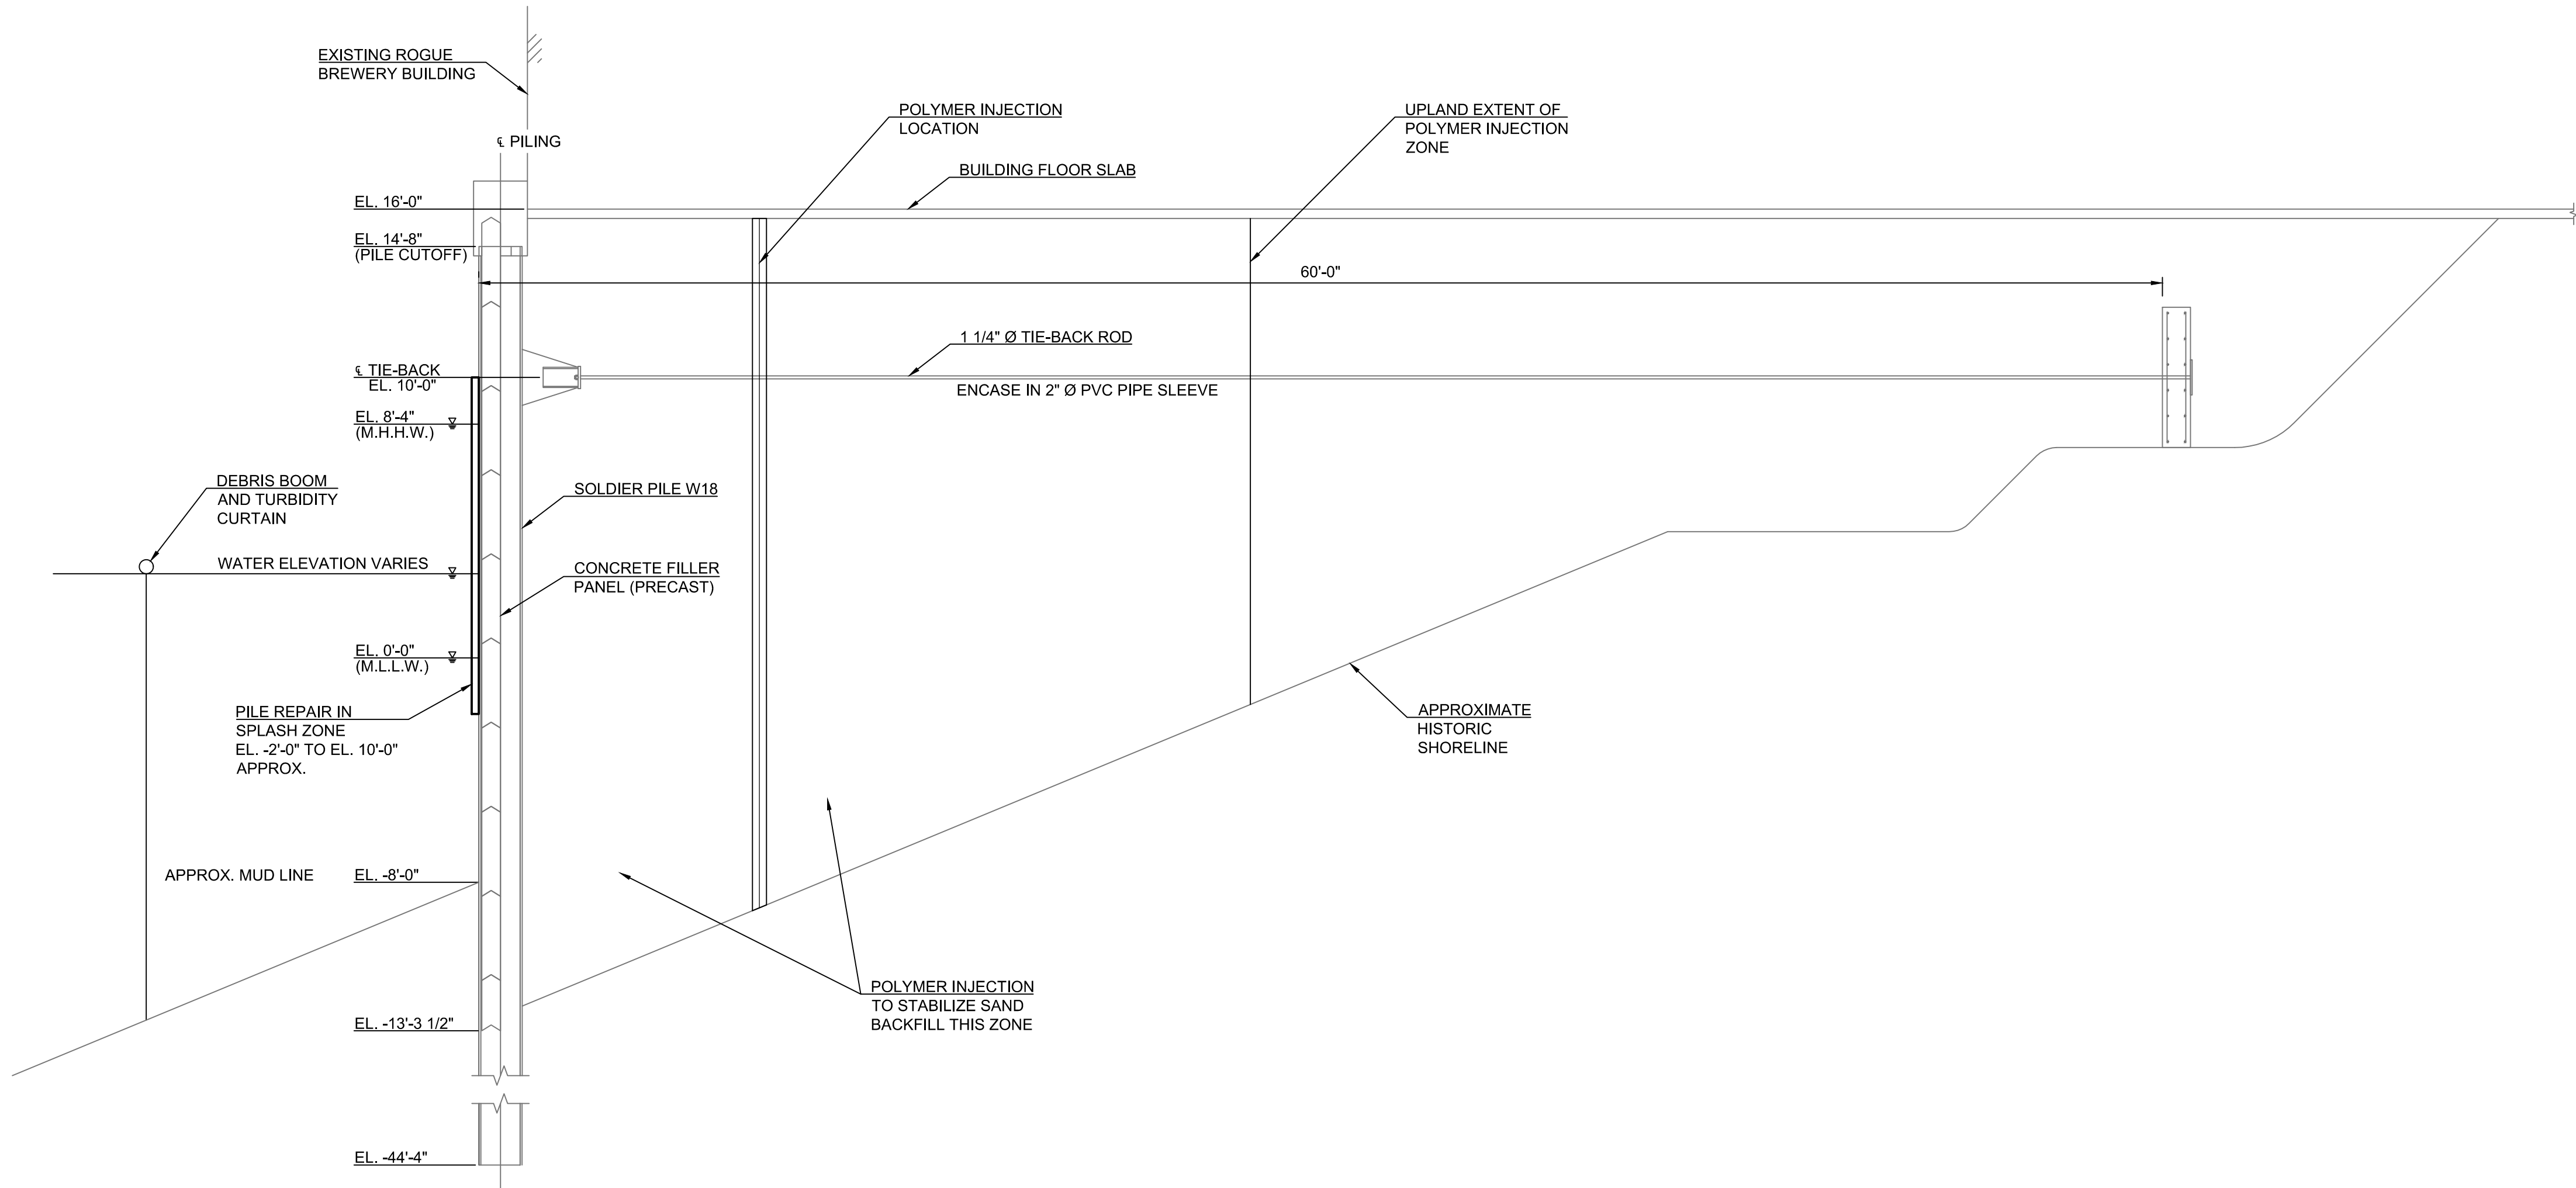 EXISTING ROGUE
BREWERY BUILDING
℄ PILING
POLYMER INJECTION
LOCATION
UPLAND EXTENT OF
POLYMER INJECTION
ZONE
BUILDING FLOOR SLAB
EL. 16'-0"
EL. 14'-8"
(PILE CUTOFF)
60'-0"
1 1/4" Ø TIE-BACK ROD
ENCASE IN 2" Ø PVC PIPE SLEEVE
℄ TIE-BACK
EL. 10'-0"
EL. 8'-4"
(M.H.H.W.)
DEBRIS BOOM
AND TURBIDITY
CURTAIN
SOLDIER PILE W18
WATER ELEVATION VARIES
CONCRETE FILLER
PANEL (PRECAST)
EL. 0'-0"
(M.L.L.W.)
PILE REPAIR IN
SPLASH ZONE
EL. -2'-0" TO EL. 10'-0"
APPROX.
APPROXIMATE
HISTORIC
SHORELINE
APPROX. MUD LINE
EL. -8'-0"
POLYMER INJECTION
TO STABILIZE SAND
BACKFILL THIS ZONE
EL. -13'-3 1/2"
EL. -44'-4"